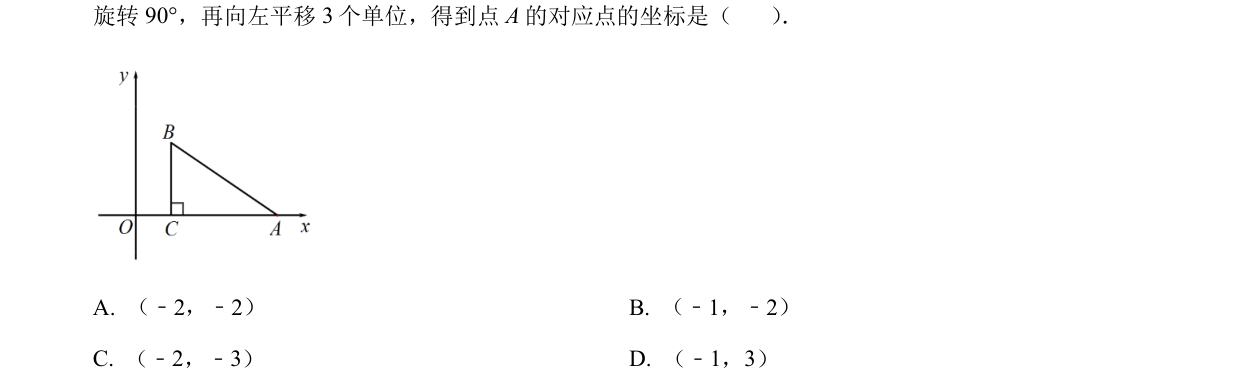 旋转 90°，再向左平移 3 个单位，得到点 A 的对应点的坐标是（　　）.
y
B
O
C
A
x
A. （﹣2，﹣2）
B. （﹣1，﹣2）
C. （﹣2，﹣3）
D. （﹣1，3）